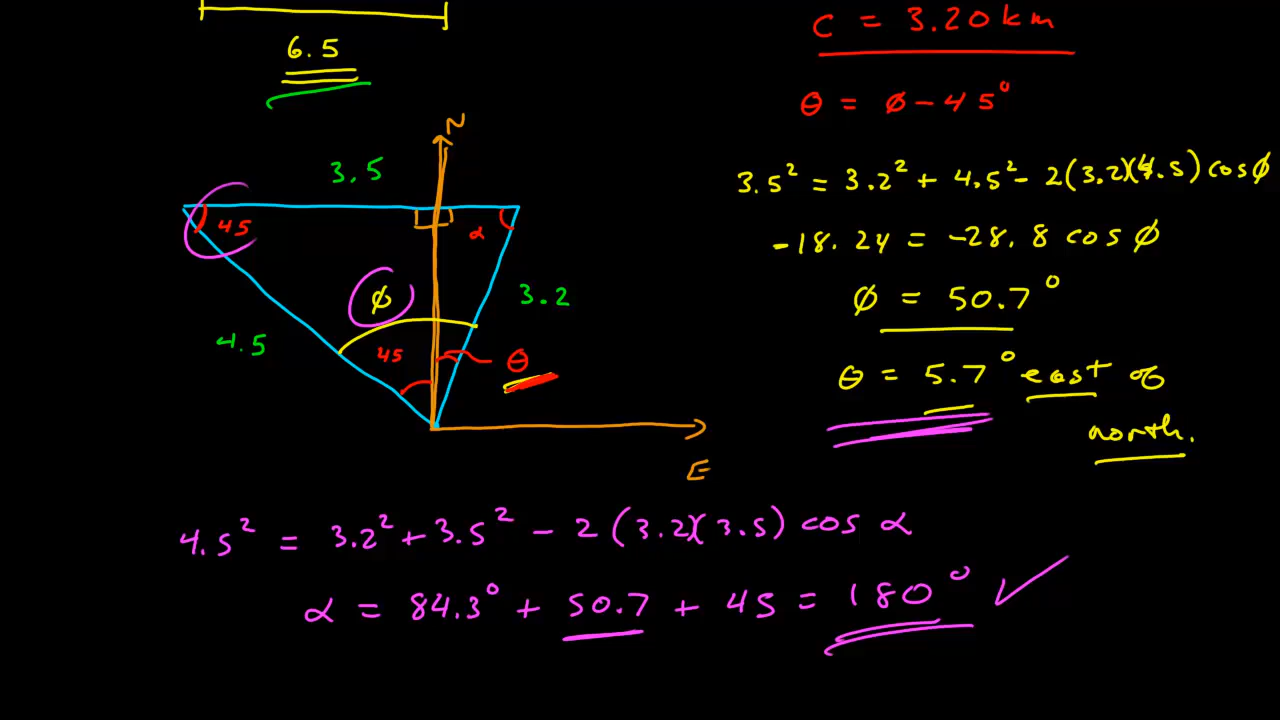 6.5
C = 3.20 km
θ = φ - 45°
N
3.5
45
α
3.5² = 3.2² + 4.5² - 2(3.2)(4.5) cos φ
-18.24 = -28.8 cos φ
φ
3.2
φ = 50.7°
4.5
45
θ
θ = 5.7° east of
north.
E
4.5² = 3.2² + 3.5² - 2(3.2)(3.5) cos α
α = 84.3° + 50.7 + 45 = 180° ✓